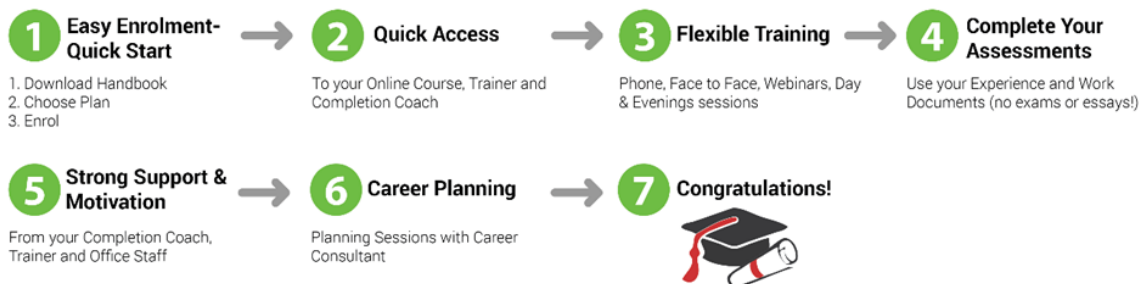 1
Easy Enrolment-
Quick Start
1. Download Handbook
2. Choose Plan
3. Enrol
2
Quick Access
To your Online Course, Trainer and
Completion Coach
3
Flexible Training
Phone, Face to Face, Webinars, Day
& Evenings sessions
4
Complete Your
Assessments
Use your Experience and Work
Documents (no exams or essays!)
5
Strong Support &
Motivation
From your Completion Coach,
Trainer and Office Staff
6
Career Planning
Planning Sessions with Career
Consultant
7
Congratulations!